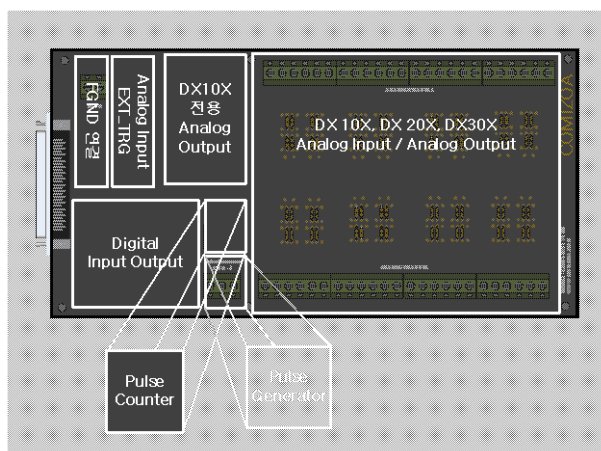 FGND 연결
Analog Input
EXT_TRG
DX10X
전용
Analog
Output
DX 10X, DX 20X, DX30X
Analog Input / Analog Output
COMIZOA
Digital
Input Output
Pulse
Counter
Pulse
Generator